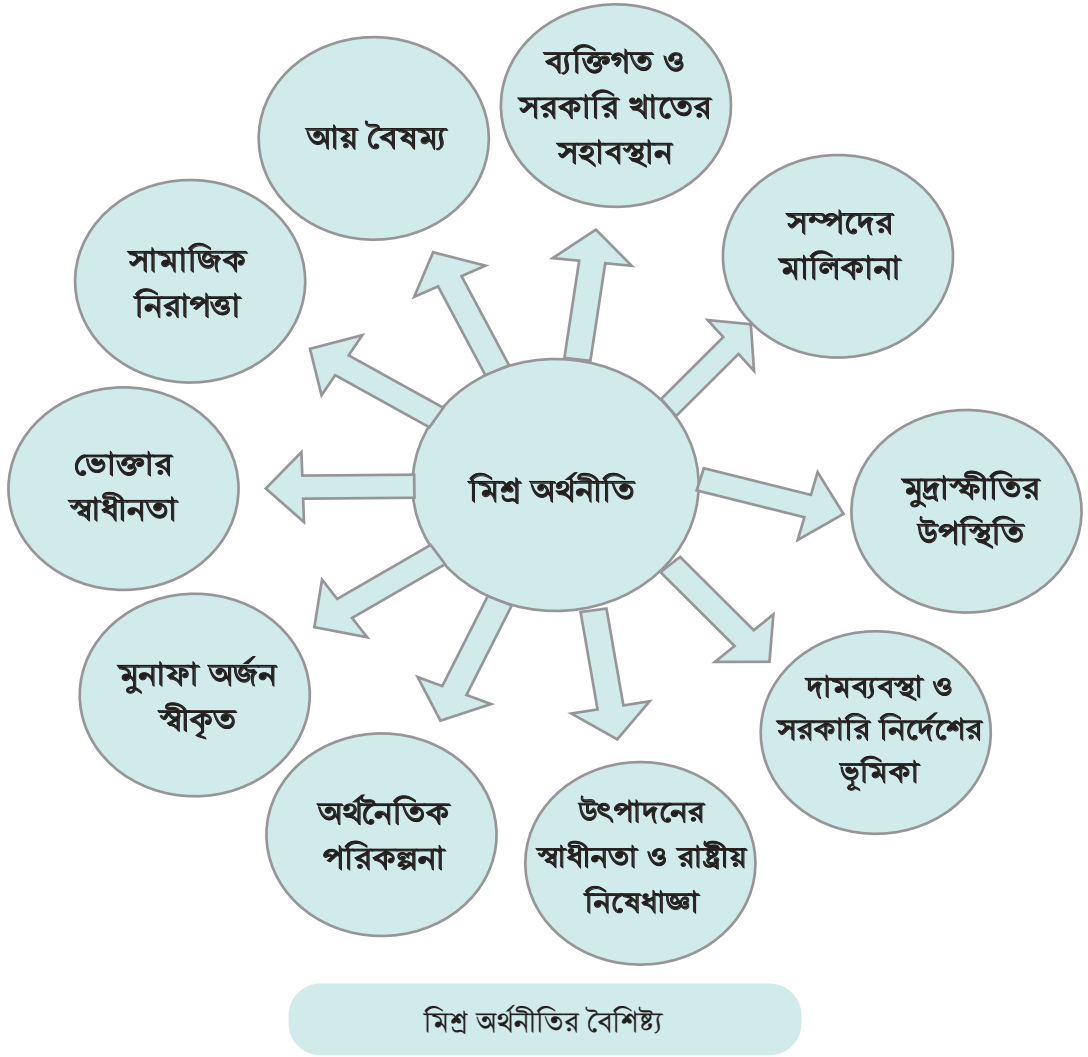 মিশ্র অর্থনীতি
ব্যক্তিগত ও
সরকারি খাতের
সহাবস্থান
সম্পদের
মালিকানা
মুদ্রাস্ফীতির
উপস্থিতি
দামব্যবস্থা ও
সরকারি নির্দেশের
ভূমিকা
উৎপাদনের
স্বাধীনতা ও রাষ্ট্রীয়
নিষেধাজ্ঞা
অর্থনৈতিক
পরিকল্পনা
মুনাফা অর্জন
স্বীকৃত
ভোক্তার
স্বাধীনতা
সামাজিক
নিরাপত্তা
আয় বৈষম্য
মিশ্র অর্থনীতির বৈশিষ্ট্য